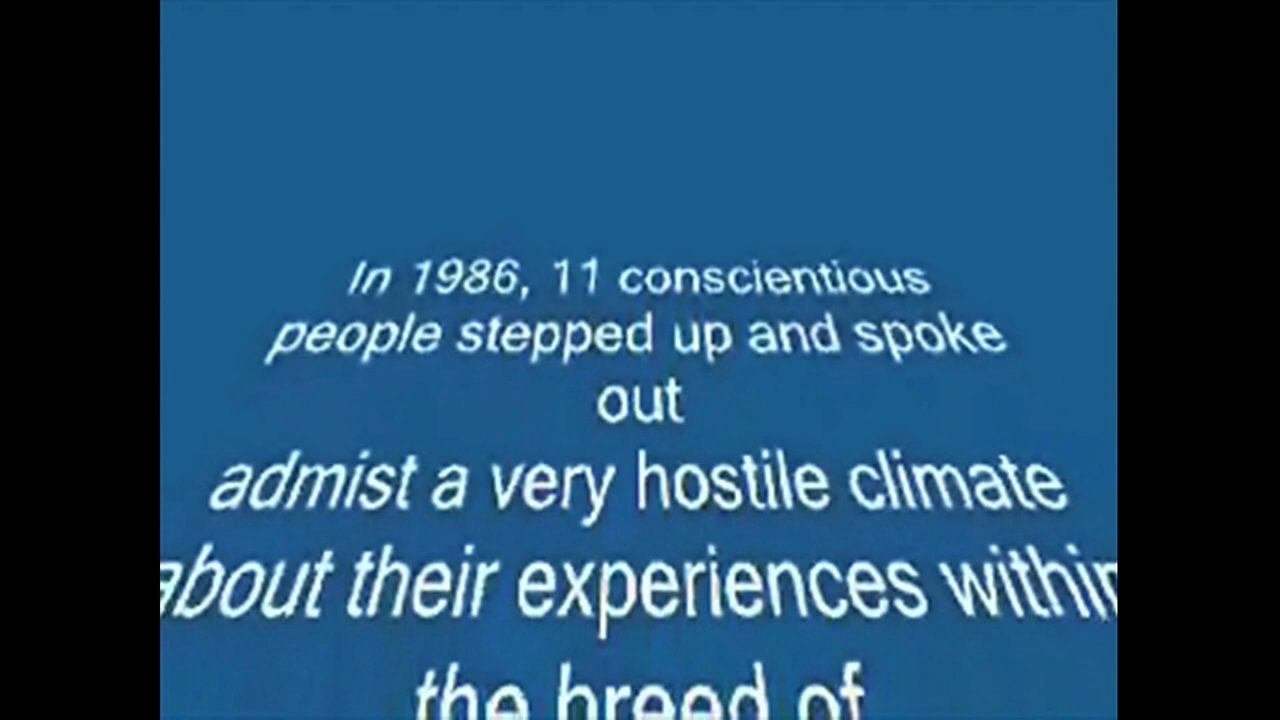 In 1986, 11 conscientious
people stepped up and spoke
out
admist a very hostile climate
about their experiences within
the breed of